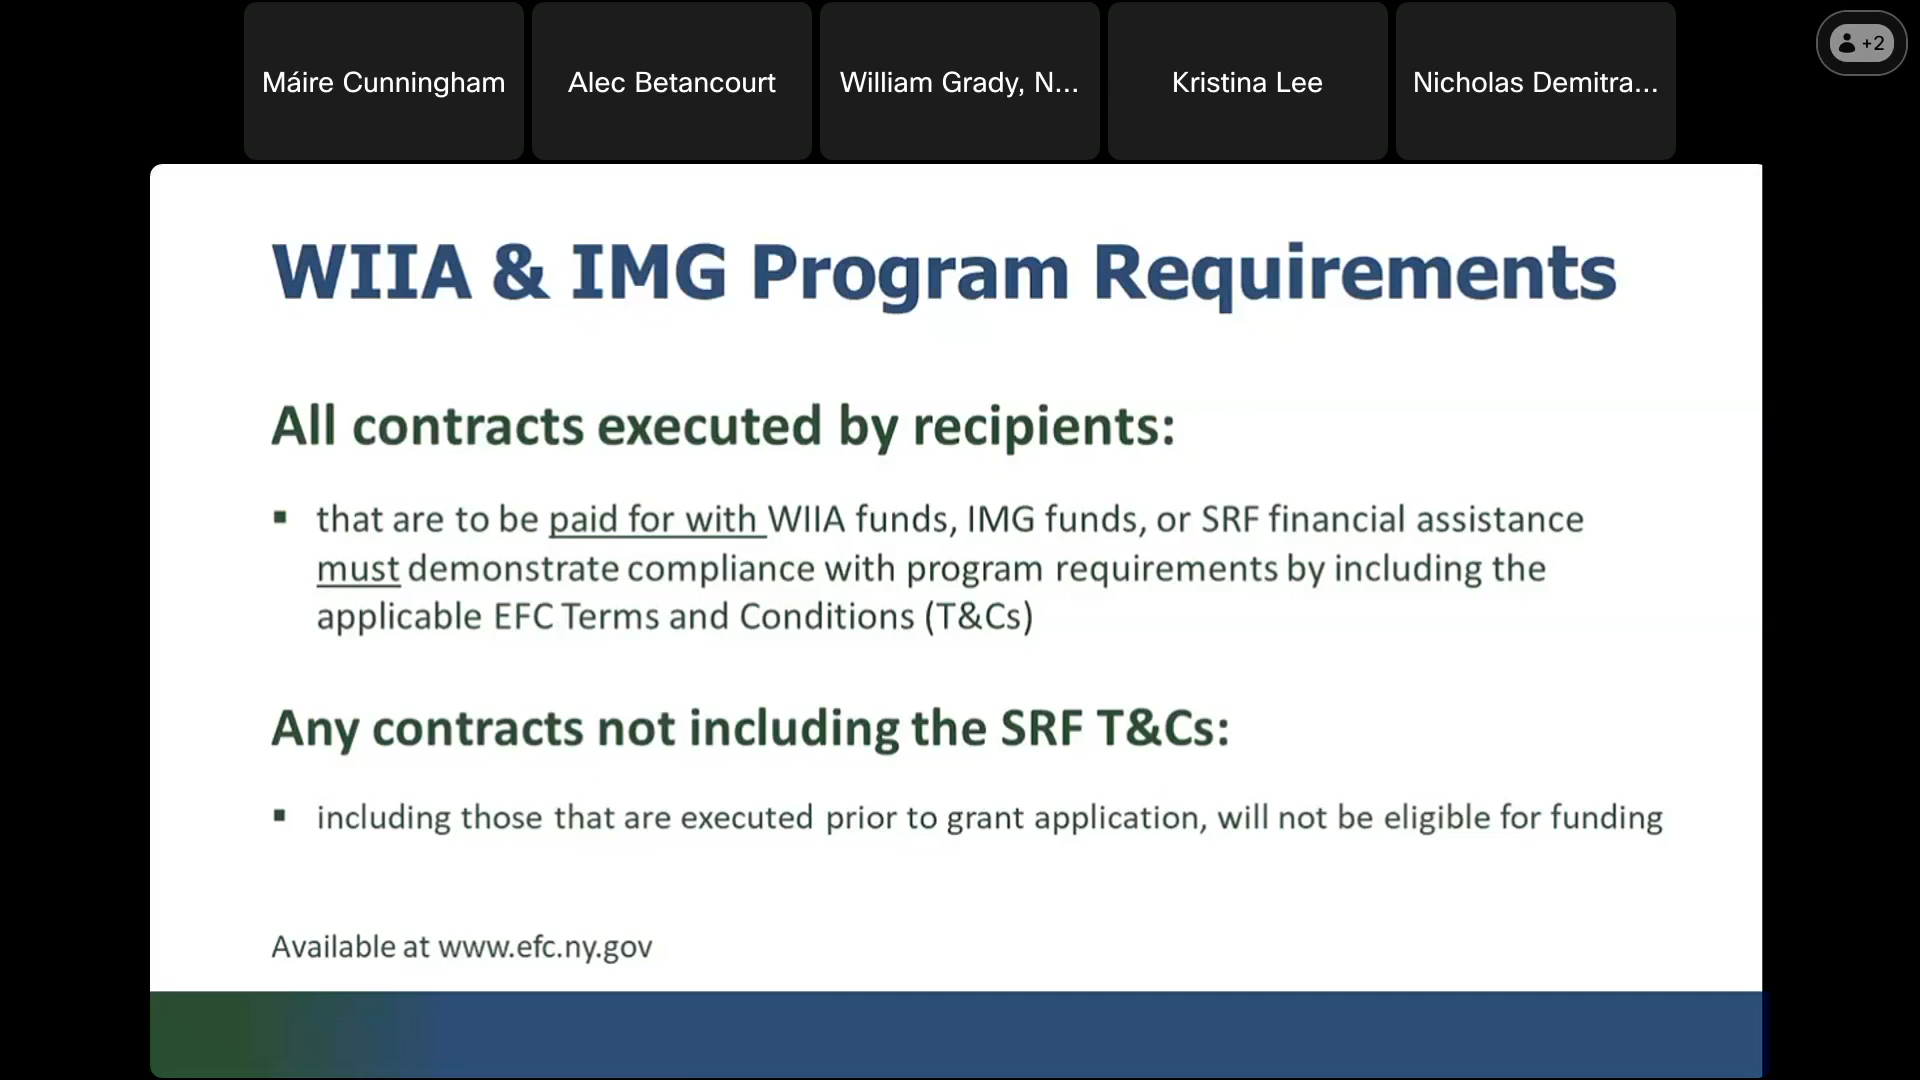 Máire Cunningham
Alec Betancourt
William Grady, N...
Kristina Lee
Nicholas Demitra...
+2
WIIA & IMG Program Requirements
All contracts executed by recipients:
▪ that are to be paid for with WIIA funds, IMG funds, or SRF financial assistance
must demonstrate compliance with program requirements by including the
applicable EFC Terms and Conditions (T&Cs)
Any contracts not including the SRF T&Cs:
▪ including those that are executed prior to grant application, will not be eligible for funding
Available at www.efc.ny.gov